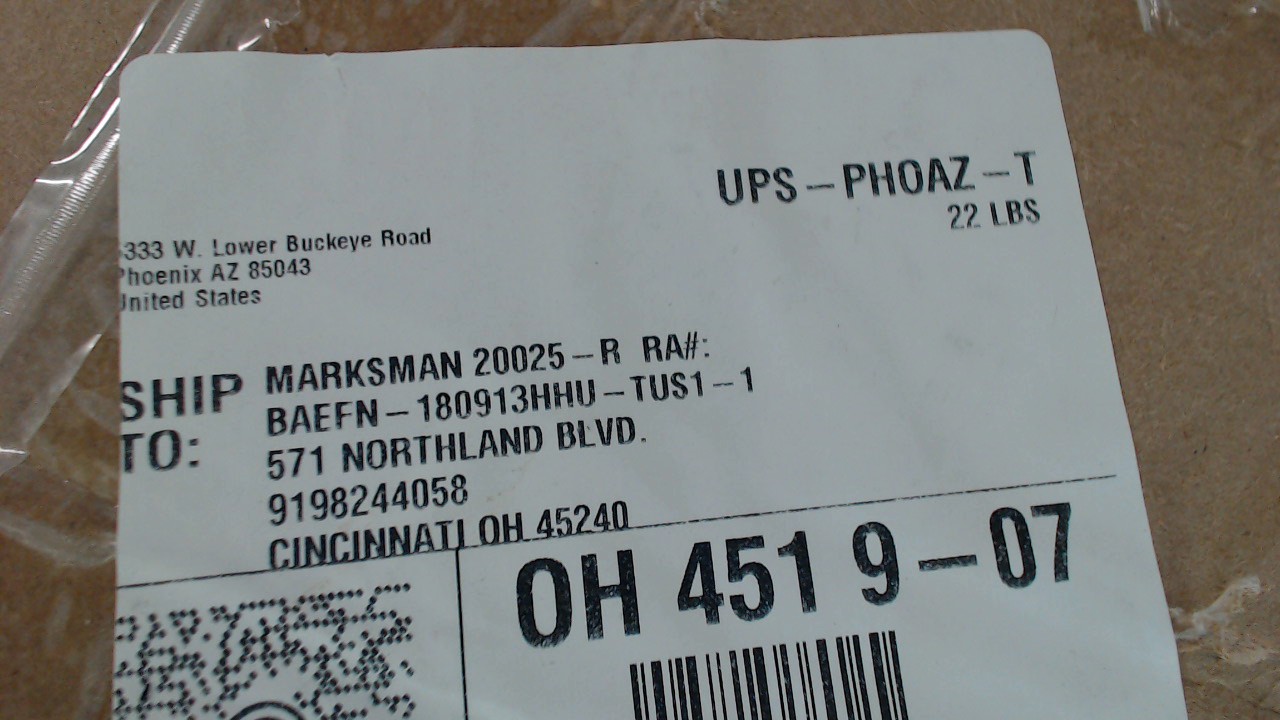 UPS-PHOAZ-T
22 LBS
333 W. Lower Buckeye Road
Phoenix AZ 85043
United States
SHIP TO:
MARKSMAN 20025-R RA#:
BAEFN-180913HHU-TUS1-1
571 NORTHLAND BLVD.
9198244058
CINCINNATI OH 45240
OH 451 9-07